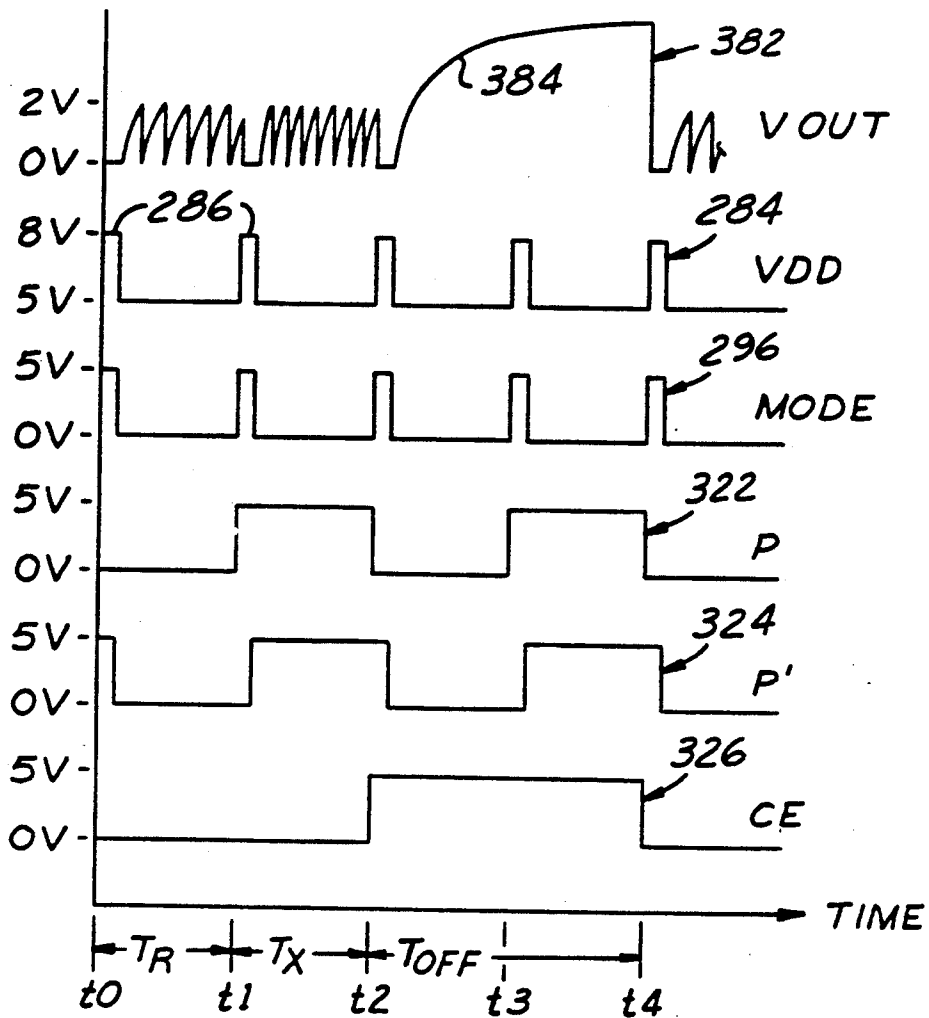 382
384
2V
0V
V OUT
286
8V
5V
284
VDD
5V
0V
296
MODE
5V
0V
322
P
5V
0V
324
P'
5V
0V
326
CE
TIME
TR
TX
TOFF
t0
t1
t2
t3
t4